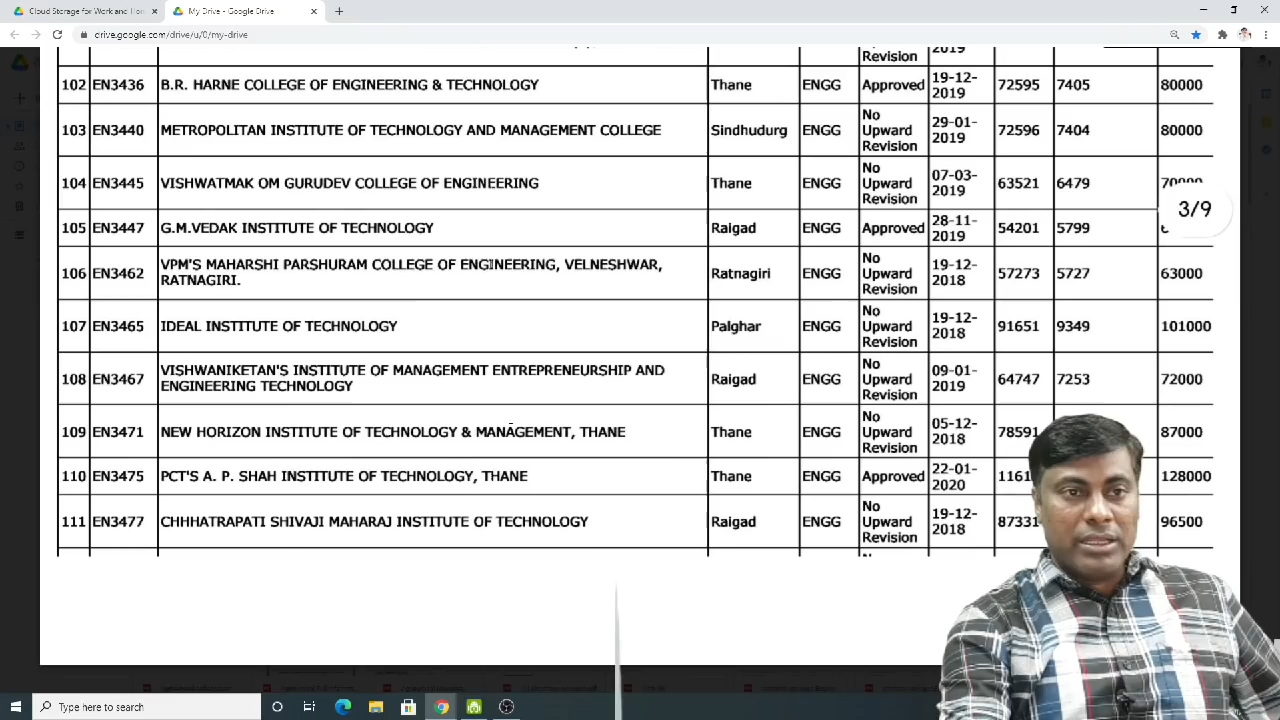 Cloud Storage for Work and Hom
My Drive - Google Drive
drive.google.com/drive/u/0/my-drive
2019
Revision
102 EN3436 B.R. HARNE COLLEGE OF ENGINEERING & TECHNOLOGY Thane ENGG Approved 19-12-2019 72595 7405 80000
103 EN3440 METROPOLITAN INSTITUTE OF TECHNOLOGY AND MANAGEMENT COLLEGE Sindhudurg ENGG No Upward Revision 29-01-2019 72596 7404 80000
104 EN3445 VISHWATMAK OM GURUDEV COLLEGE OF ENGINEERING Thane ENGG No Upward Revision 07-03-2019 63521 6479 70000
3/9
105 EN3447 G.M.VEDAK INSTITUTE OF TECHNOLOGY Raigad ENGG Approved 28-11-2019 54201 5799
106 EN3462 VPM'S MAHARSHI PARSHURAM COLLEGE OF ENGINEERING, VELNESHWAR, RATNAGIRI. Ratnagiri ENGG No Upward Revision 19-12-2018 57273 5727 63000
107 EN3465 IDEAL INSTITUTE OF TECHNOLOGY Palghar ENGG No Upward Revision 19-12-2018 91651 9349 101000
108 EN3467 VISHWANIKETAN'S INSTITUTE OF MANAGEMENT ENTREPRENEURSHIP AND ENGINEERING TECHNOLOGY Raigad ENGG No Upward Revision 09-01-2019 64747 7253 72000
109 EN3471 NEW HORIZON INSTITUTE OF TECHNOLOGY & MANAGEMENT, THANE Thane ENGG No Upward Revision 05-12-2018 78591 87000
110 EN3475 PCT'S A. P. SHAH INSTITUTE OF TECHNOLOGY, THANE Thane ENGG Approved 22-01-2020 1161 128000
111 EN3477 CHHATRAPATI SHIVAJI MAHARAJ INSTITUTE OF TECHNOLOGY Raigad ENGG No Upward Revision 19-12-2018 87331 96500
Type here to search